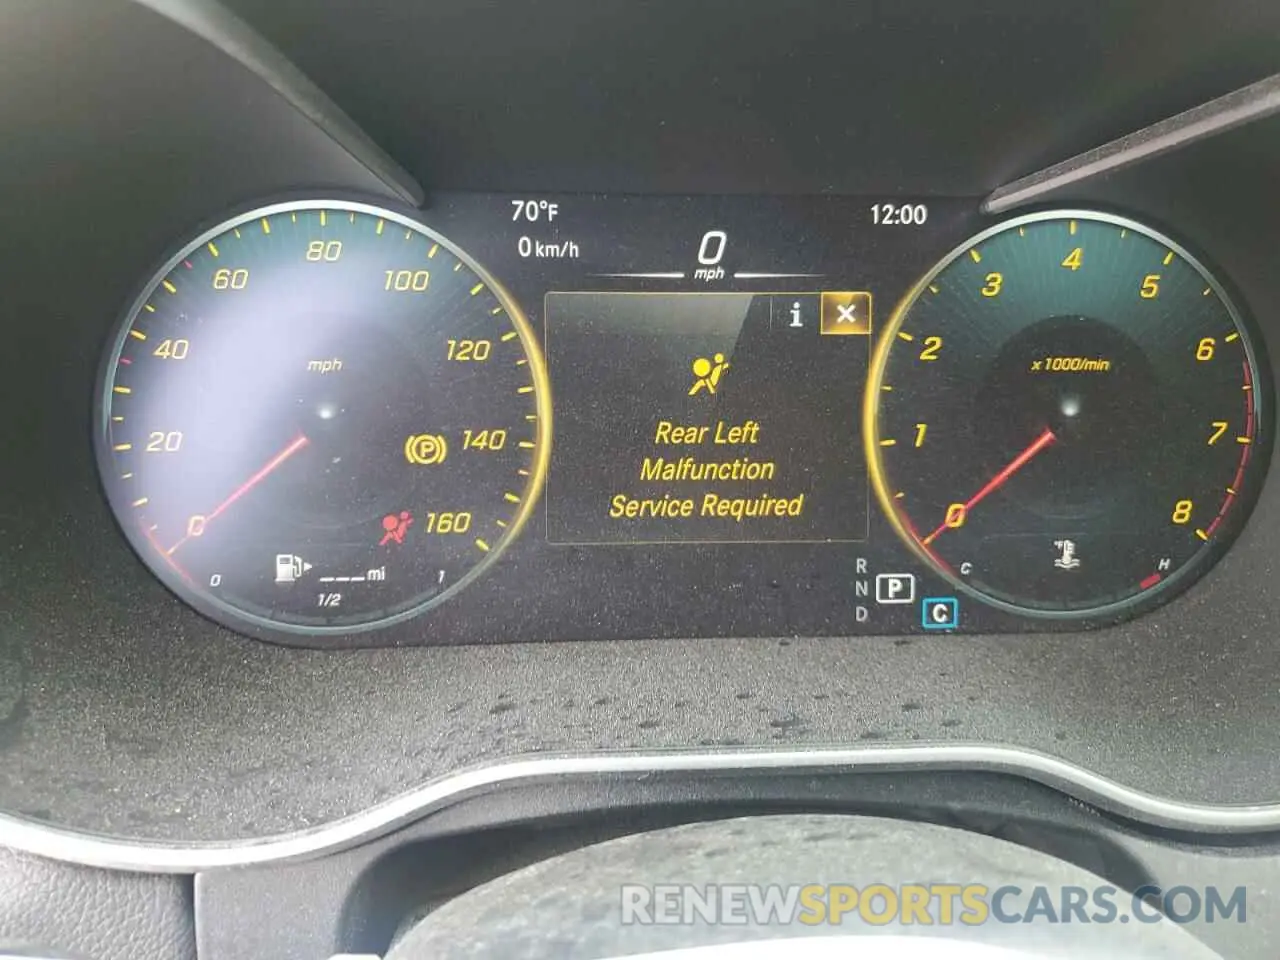 70°F
12:00
0 km/h
0
mph
i
Rear Left
Malfunction
Service Required
0
20
40
60
80
100
120
140
160
mph
P
0
1/2
1
___mi
0
1
2
3
4
5
6
7
8
x 1000/min
°F
C
H
R
N
D
P
C
RENEWSPORTSCARS.COM